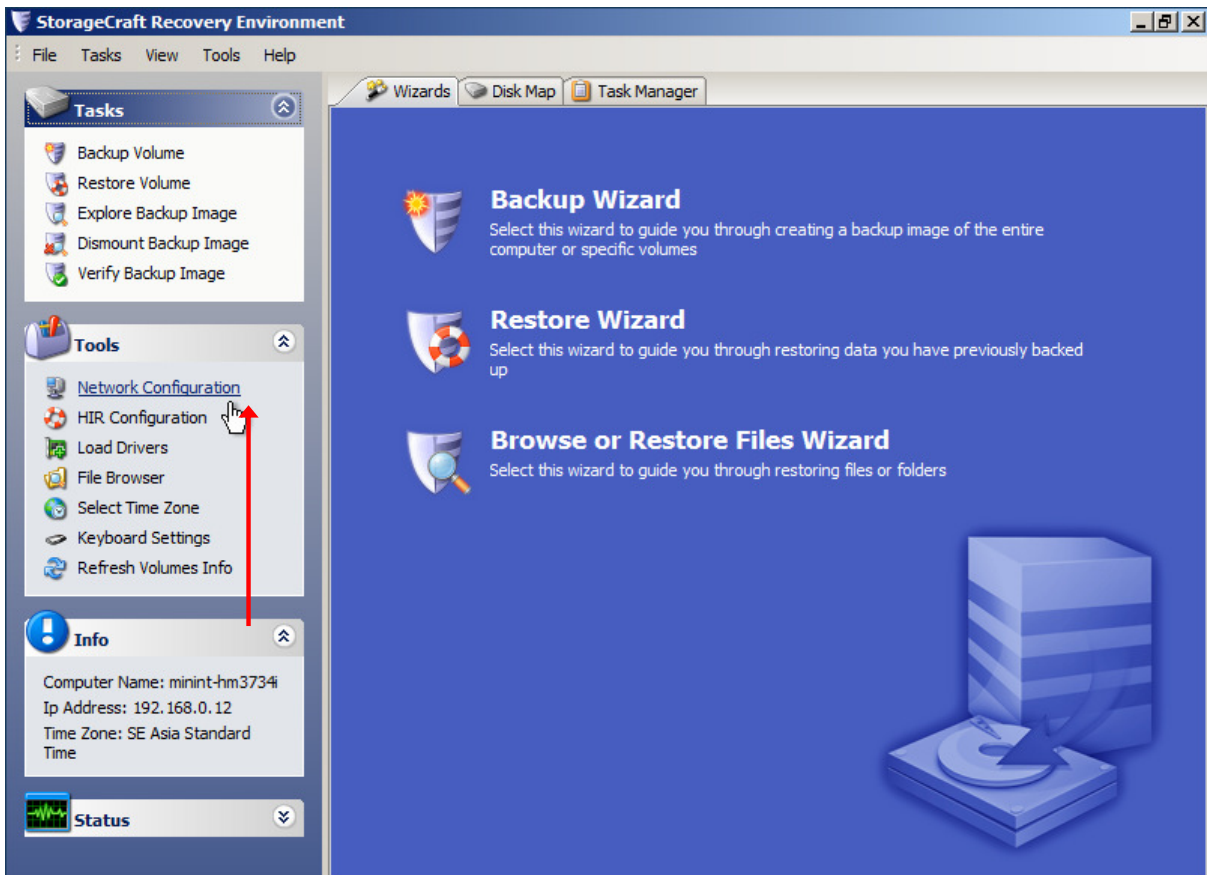 StorageCraft Recovery Environment
File Tasks View Tools Help
Tasks
Backup Volume
Restore Volume
Explore Backup Image
Dismount Backup Image
Verify Backup Image
Tools
Network Configuration
HIR Configuration
Load Drivers
File Browser
Select Time Zone
Keyboard Settings
Refresh Volumes Info
Info
Computer Name: minint-hm3734i
Ip Address: 192.168.0.12
Time Zone: SE Asia Standard
Time
Status
Wizards Disk Map Task Manager
Backup Wizard
Select this wizard to guide you through creating a backup image of the entire
computer or specific volumes
Restore Wizard
Select this wizard to guide you through restoring data you have previously backed
up
Browse or Restore Files Wizard
Select this wizard to guide you through restoring files or folders